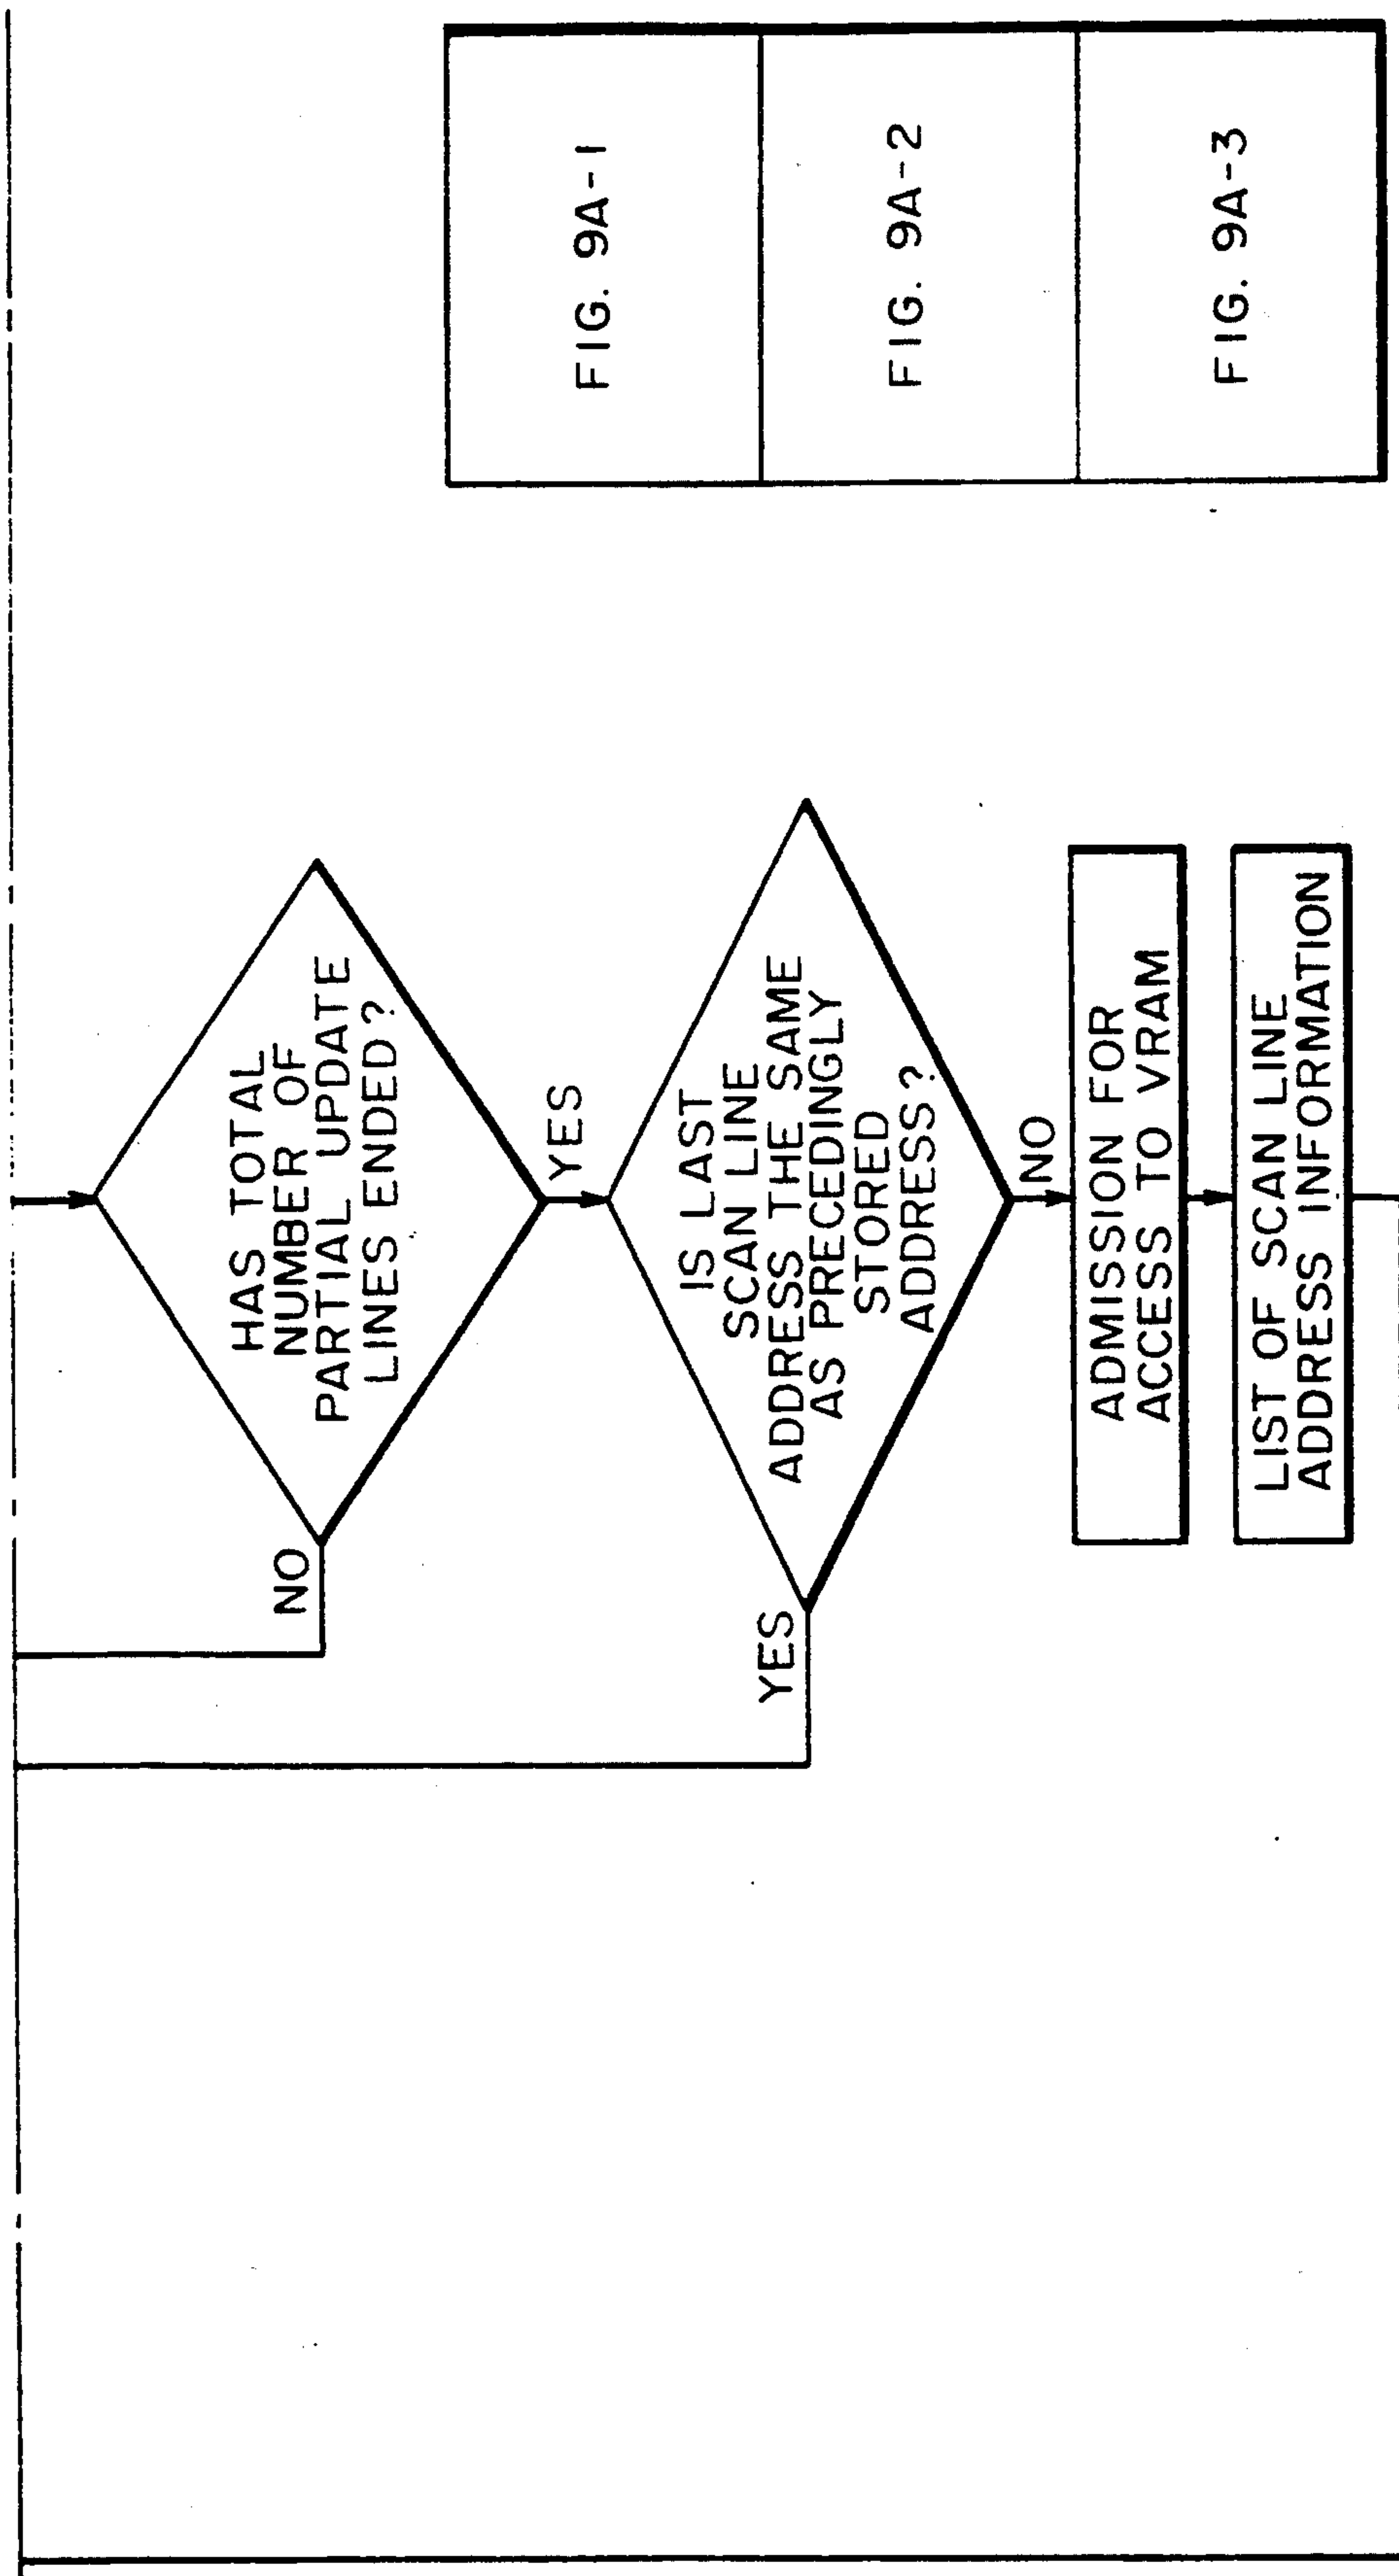 HAS TOTAL
NUMBER OF
PARTIAL UPDATE
LINES ENDED?
NO
YES
IS LAST
SCAN LINE
ADDRESS THE SAME
AS PRECEDINGLY
STORED
ADDRESS?
YES
NO
ADMISSION FOR
ACCESS TO VRAM
LIST OF SCAN LINE
ADDRESS INFORMATION
FIG. 9A-1
FIG. 9A-2
FIG. 9A-3